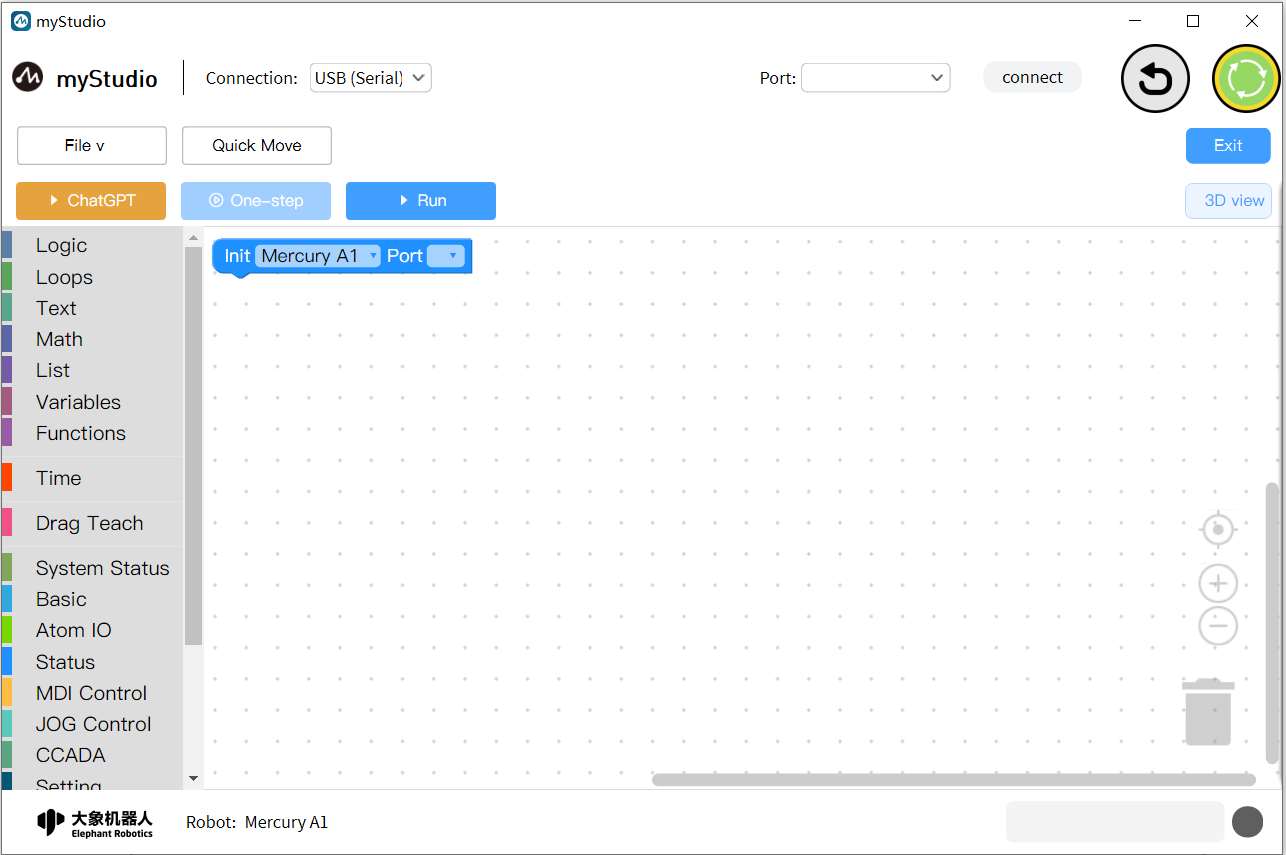 myStudio
myStudio Connection: USB (Serial) Port: connect
File v Quick Move Exit
ChatGPT One-step Run 3D view
Init Mercury A1 Port
Logic
Loops
Text
Math
List
Variables
Functions
Time
Drag Teach
System Status
Basic
Atom IO
Status
MDI Control
JOG Control
CCADA
Setting
大象机器人
Elephant Robotics
Robot: Mercury A1